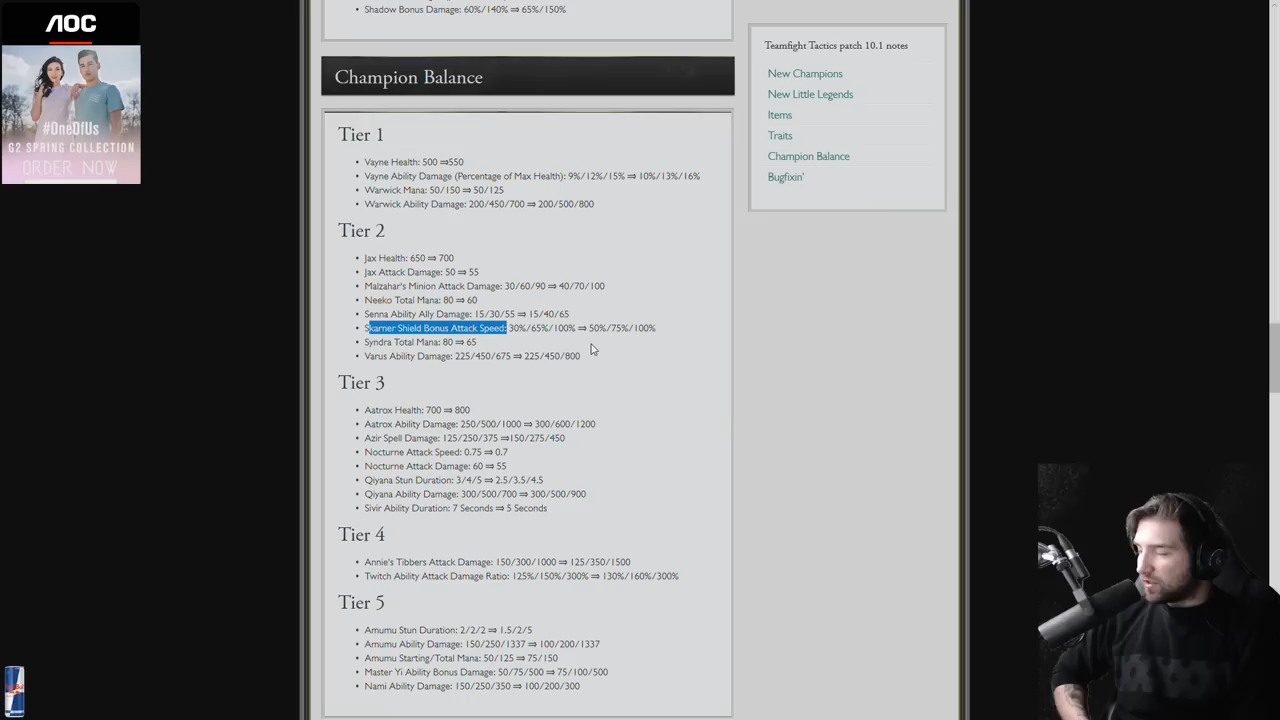 AOC
#OneOfUs
G2 SPRING COLLECTION
ORDER NOW
Shadow Bonus Damage: 60%/140% ⇒ 65%/150%
Champion Balance
Tier 1
• Vayne Health: 500 ⇒550
• Vayne Ability Damage (Percentage of Max Health): 9%/12%/15% ⇒ 10%/13%/16%
• Warwick Mana: 50/150 ⇒ 50/125
• Warwick Ability Damage: 200/450/700 ⇒ 200/500/800
Tier 2
• Jax Health: 650 ⇒ 700
• Jax Attack Damage: 50 ⇒ 55
• Malzahar's Minion Attack Damage: 30/60/90 ⇒ 40/70/100
• Neeko Total Mana: 80 ⇒ 60
• Senna Ability Ally Damage: 15/30/55 ⇒ 15/40/65
• Skarner Shield Bonus Attack Speed: 30%/65%/100% ⇒ 50%/75%/100%
• Syndra Total Mana: 80 ⇒ 65
• Varus Ability Damage: 225/450/675 ⇒ 225/450/800
Tier 3
• Aatrox Health: 700 ⇒ 800
• Aatrox Ability Damage: 250/500/1000 ⇒ 300/600/1200
• Azir Spell Damage: 125/250/375 ⇒150/275/450
• Nocturne Attack Speed: 0.75 ⇒ 0.7
• Nocturne Attack Damage: 60 ⇒ 55
• Qiyana Stun Duration: 3/4/5 ⇒ 2.5/3.5/4.5
• Qiyana Ability Damage: 300/500/700 ⇒ 300/500/900
• Sivir Ability Duration: 7 Seconds ⇒ 5 Seconds
Tier 4
• Annie's Tibbers Attack Damage: 150/300/1000 ⇒ 125/350/1500
• Twitch Ability Attack Damage Ratio: 125%/150%/300% ⇒ 130%/160%/300%
Tier 5
• Amumu Stun Duration: 2/2/2 ⇒ 1.5/2/5
• Amumu Ability Damage: 150/250/1337 ⇒ 100/200/1337
• Amumu Starting/Total Mana: 50/125 ⇒ 75/150
• Master Yi Ability Bonus Damage: 50/75/500 ⇒ 75/100/500
• Nami Ability Damage: 150/250/350 ⇒ 100/200/300
Teamfight Tactics patch 10.1 notes
New Champions
New Little Legends
Items
Traits
Champion Balance
Bugfixin'